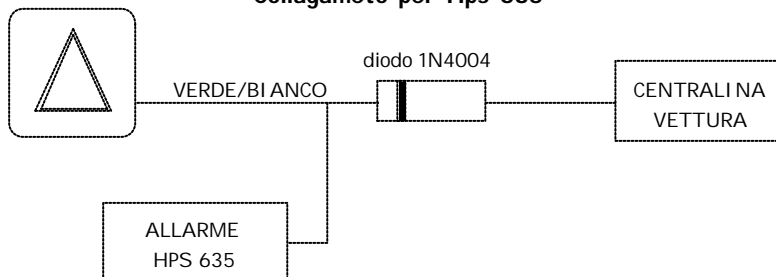 diodo 1N4004
VERDE/BIANCO
CENTRALINA
VETTURA
ALLARME
HPS 635